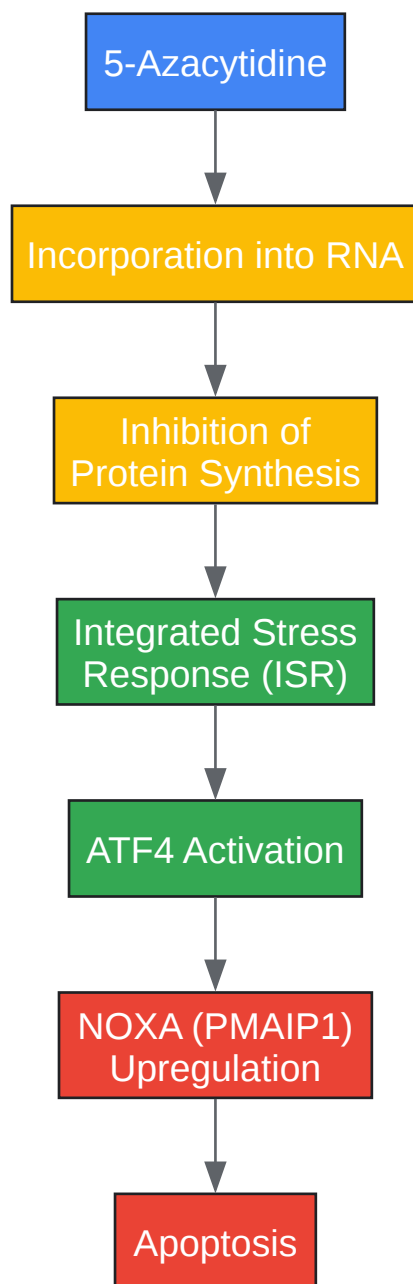 5-Azacytidine
Incorporation into RNA
Inhibition of
Protein Synthesis
Integrated Stress
Response (ISR)
ATF4 Activation
NOXA (PMAIP1)
Upregulation
Apoptosis